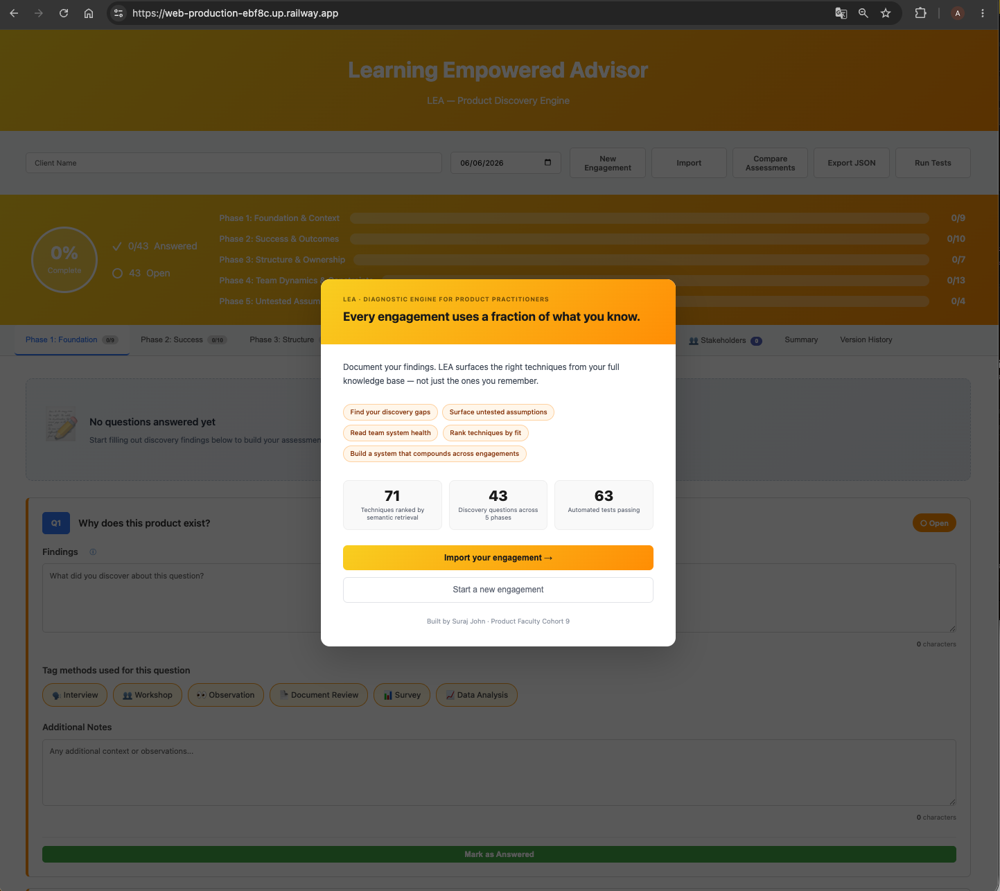 https://web-production-ebf8c.up.railway.app
A
Learning Empowered Advisor
LEA — Product Discovery Engine
Client Name
06/06/2026
New
Engagement
Import
Compare
Assessments
Export JSON
Run Tests
0%
Complete
0/43 Answered
43 Open
Phase 1: Foundation & Context 0/9
Phase 2: Success & Outcomes 0/10
Phase 3: Structure & Ownership 0/7
Phase 4: Team Dynamics & 0/13
Phase 5: Untested Assum 0/4
Phase 1: Foundation 0/9
Phase 2: Success 0/10
Phase 3: Structure
Stakeholders 0
Summary
Version History
No questions answered yet
Start filling out discovery findings below to build your assessmen
LEA · DIAGNOSTIC ENGINE FOR PRODUCT PRACTITIONERS
Every engagement uses a fraction of what you know.
Document your findings. LEA surfaces the right techniques from your full
knowledge base — not just the ones you remember.
Find your discovery gaps
Surface untested assumptions
Read team system health
Rank techniques by fit
Build a system that compounds across engagements
71
Techniques ranked by
semantic retrieval
43
Discovery questions across
5 phases
63
Automated tests passing
Import your engagement →
Start a new engagement
Built by Suraj John · Product Faculty Cohort 9
Q1
Why does this product exist?
Open
Findings
What did you discover about this question?
0 characters
Tag methods used for this question
Interview
Workshop
Observation
Document Review
Survey
Data Analysis
Additional Notes
Any additional context or observations...
0 characters
Mark as Answered